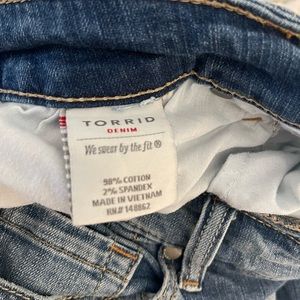 TORRID
DENIM
We swear by the fit ®
98% COTTON
2% SPANDEX
MADE IN VIETNAM
RN# 148862